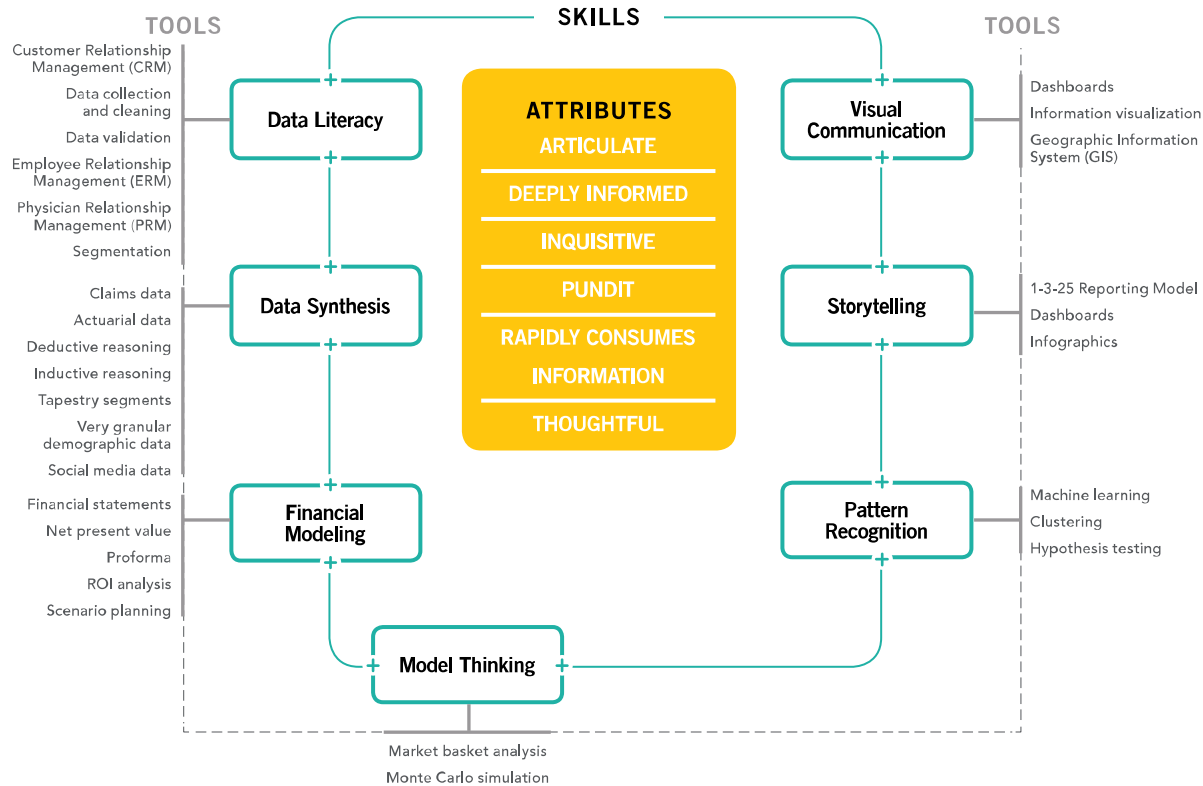 SKILLS
TOOLS
Customer Relationship
Management (CRM)
Data collection
and cleaning
Data validation
Employee Relationship
Management (ERM)
Physician Relationship
Management (PRM)
Segmentation
Data Literacy
Claims data
Actuarial data
Deductive reasoning
Inductive reasoning
Tapestry segments
Very granular
demographic data
Social media data
Data Synthesis
Financial statements
Net present value
Proforma
ROI analysis
Scenario planning
Financial
Modeling
ATTRIBUTES
ARTICULATE
DEEPLY INFORMED
INQUISITIVE
PUNDIT
RAPIDLY CONSUMES
INFORMATION
THOUGHTFUL
TOOLS
Visual
Communication
Dashboards
Information visualization
Geographic Information
System (GIS)
Storytelling
1-3-25 Reporting Model
Dashboards
Infographics
Pattern
Recognition
Machine learning
Clustering
Hypothesis testing
Model Thinking
Market basket analysis
Monte Carlo simulation